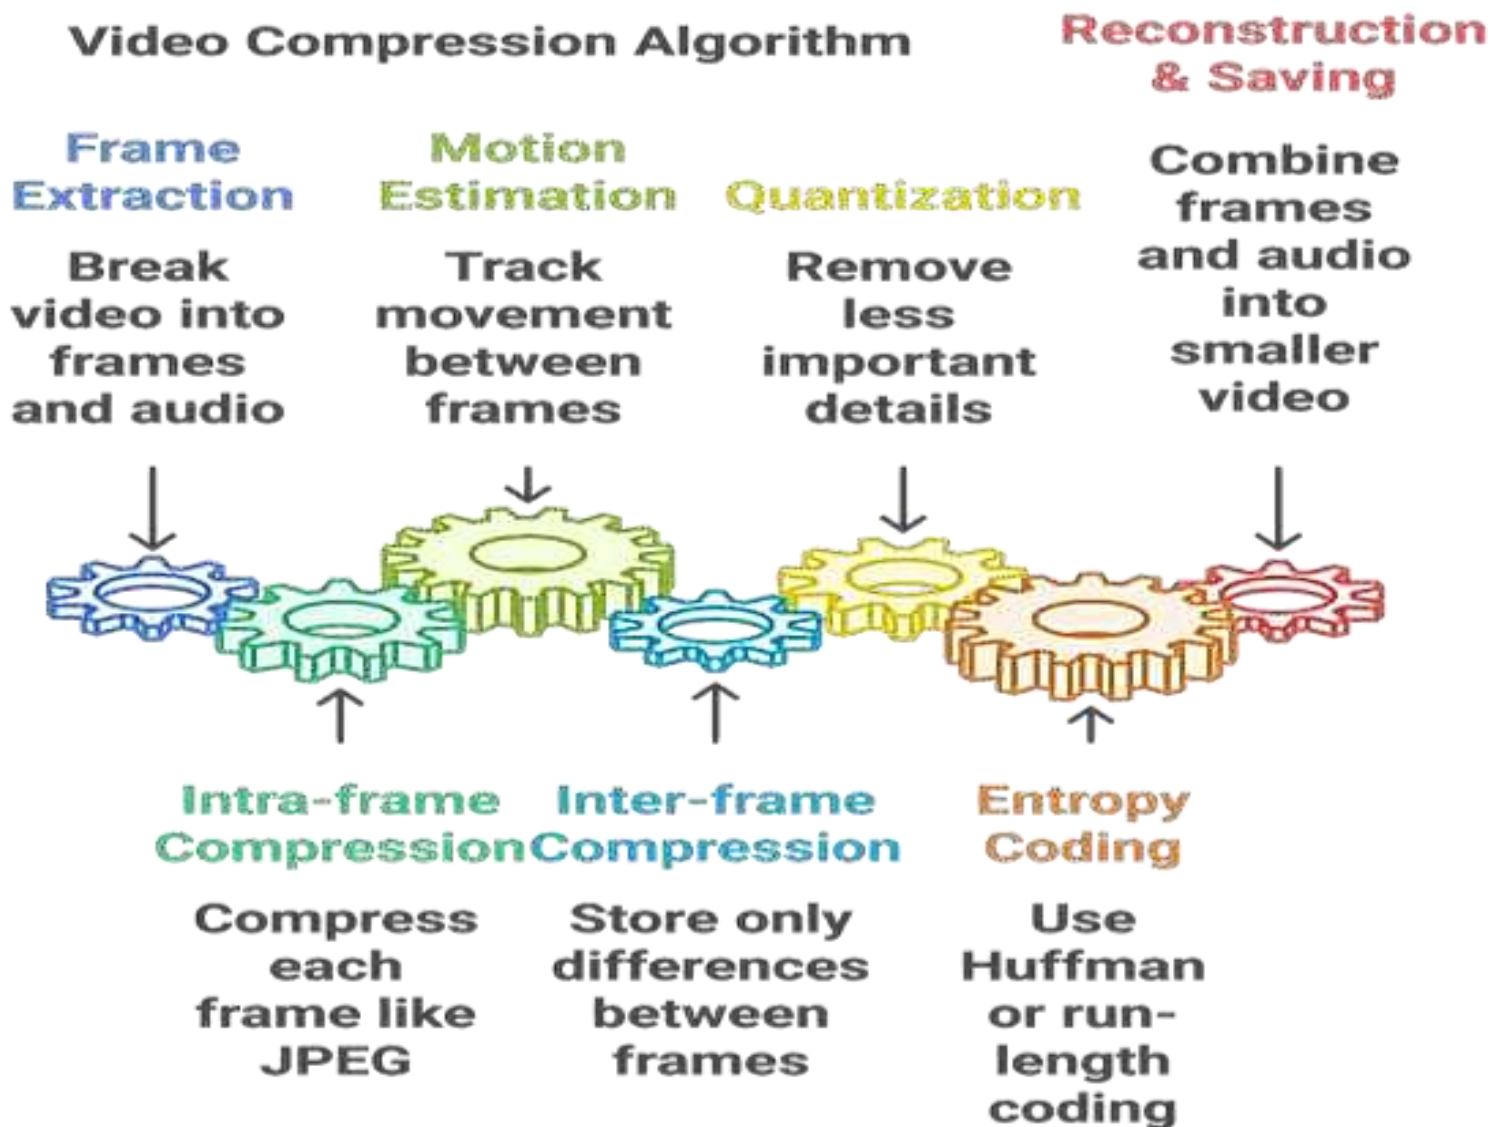 Video Compression Algorithm
Reconstruction
& Saving
Frame
Extraction
Break
video into
frames
and audio
Motion
Estimation
Track
movement
between
frames
Quantization
Remove
less
important
details
Combine
frames
and audio
into
smaller
video
Intra-frame
Compression
Compress
each
frame like
JPEG
Inter-frame
Compression
Store only
differences
between
frames
Entropy
Coding
Use
Huffman
or run-
length
coding